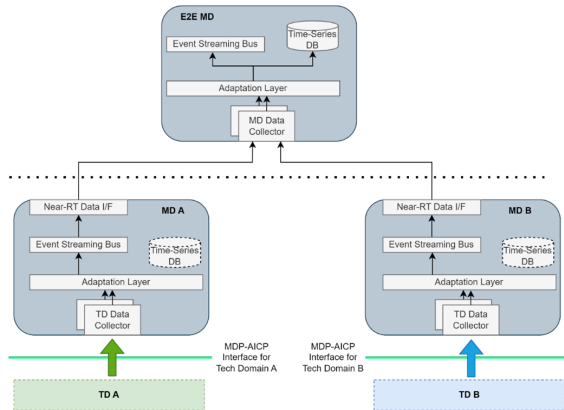 E2E MD
Time-Series
DB
Event Streaming Bus
Adaptation Layer
MD Data
Collector
Near-RT Data I/F
MD A
Event Streaming Bus
Time-Series
DB
Adaptation Layer
TD Data
Collector
MDP-AICP
Interface for
Tech Domain A
TD A
Near-RT Data I/F
MD B
Event Streaming Bus
Time-Series
DB
Adaptation Layer
TD Data
Collector
MDP-AICP
Interface for
Tech Domain B
TD B